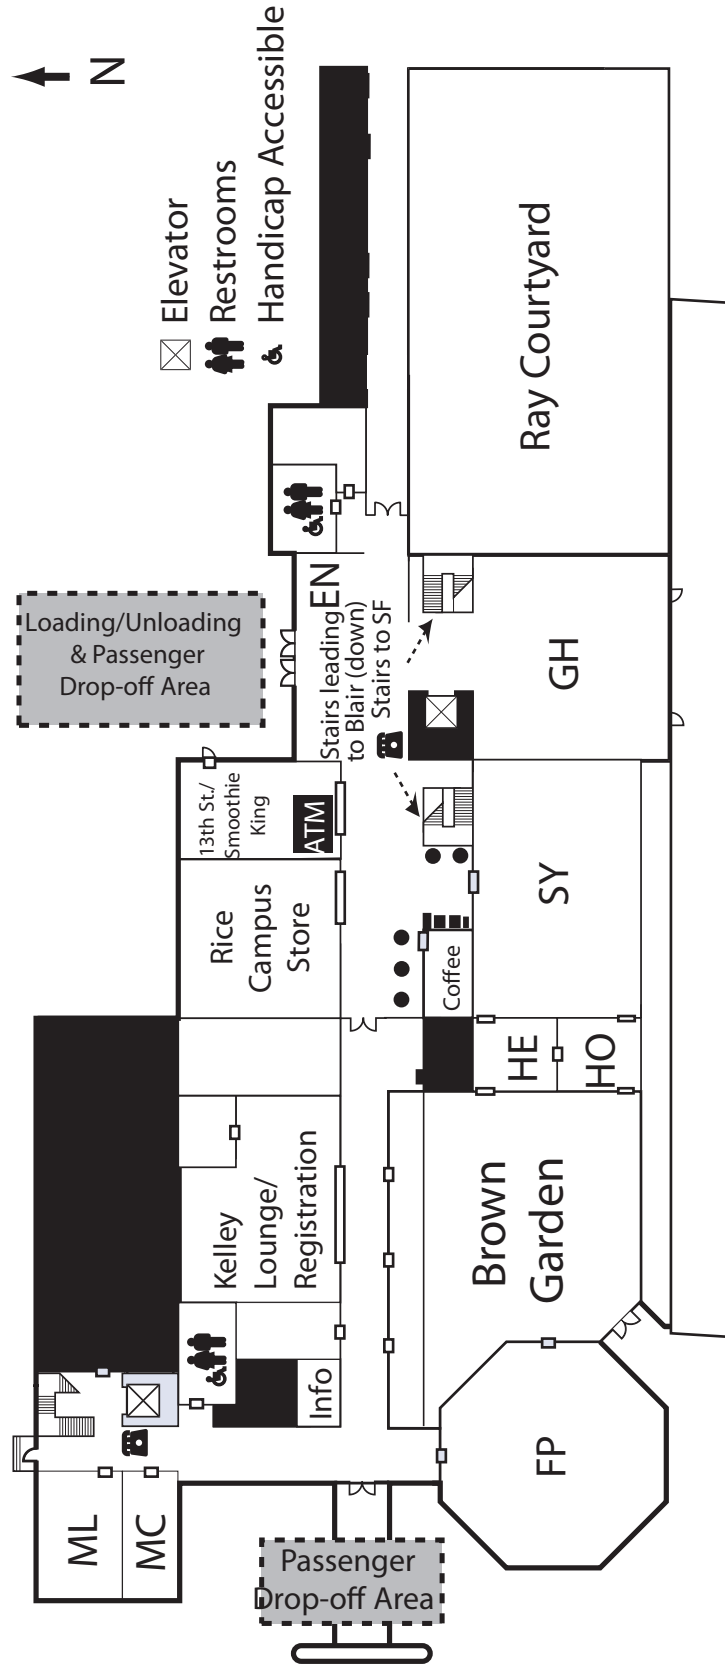 N
Elevator
Restrooms
Handicap Accessible
Loading/Unloading
& Passenger
Drop-off Area
EN
Stairs leading
to Blair (down)
Stairs to SF
Ray Courtyard
GH
13th St./
Smoothie
King
ATM
Rice
Campus
Store
SY
Coffee
HE
HO
Kelley
Lounge/
Registration
Brown
Garden
Info
FP
ML
MC
Passenger
Drop-off Area